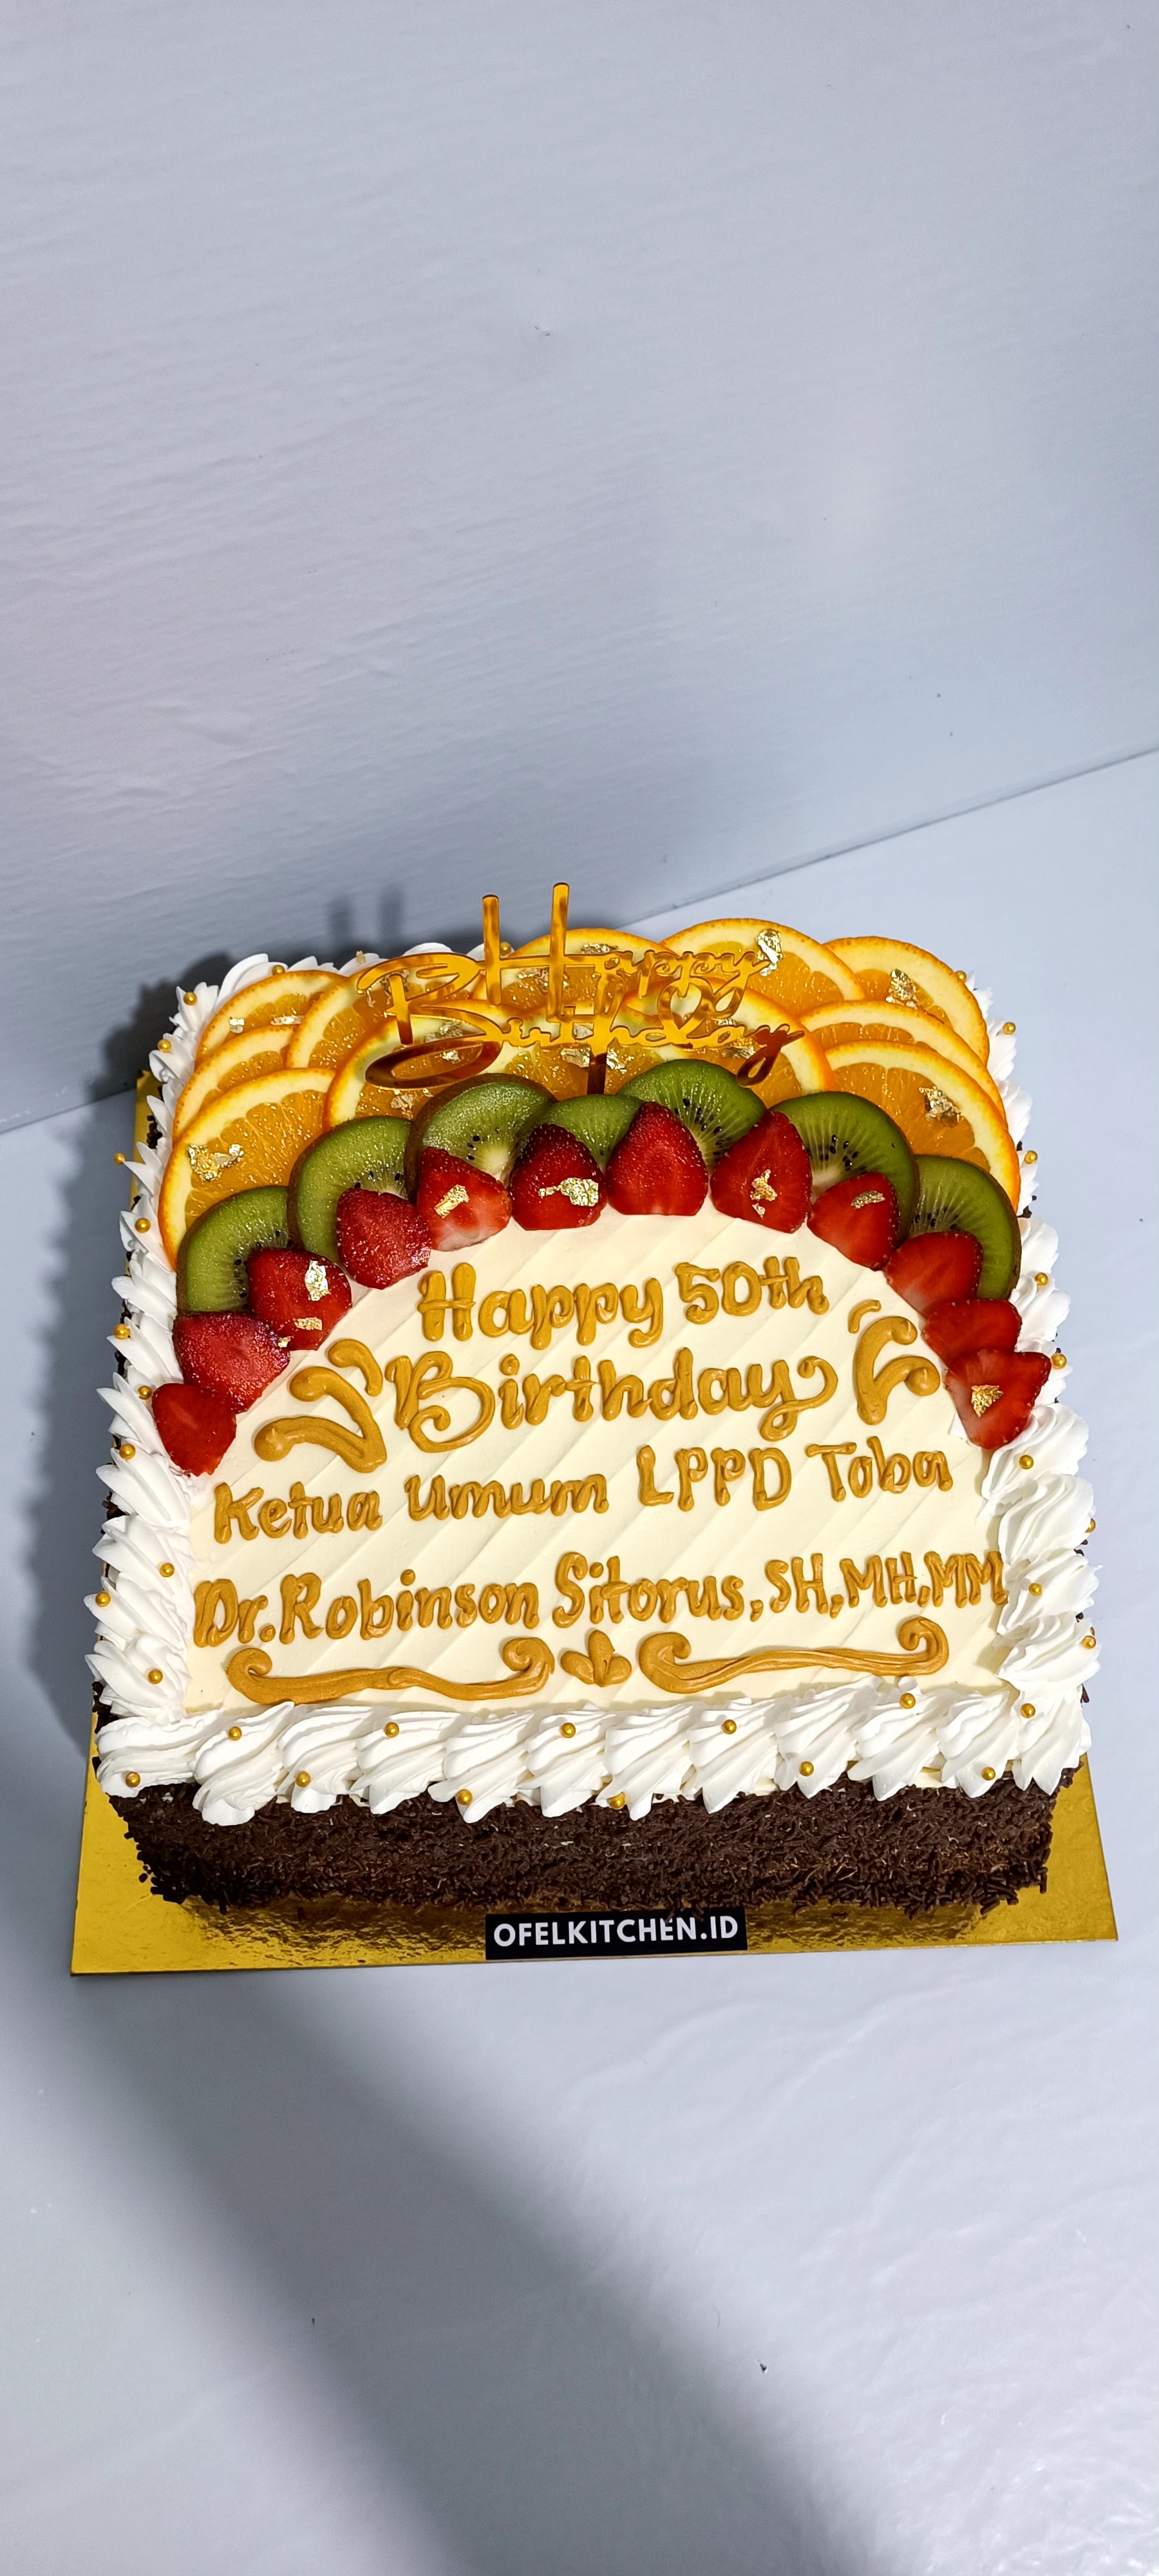 Happy
Birthday
Happy 50th
Birthday
Ketua Umum LPPD Toba
Dr. Robinson Sitorus, SH, MH, MM
OFELKITCHEN.ID